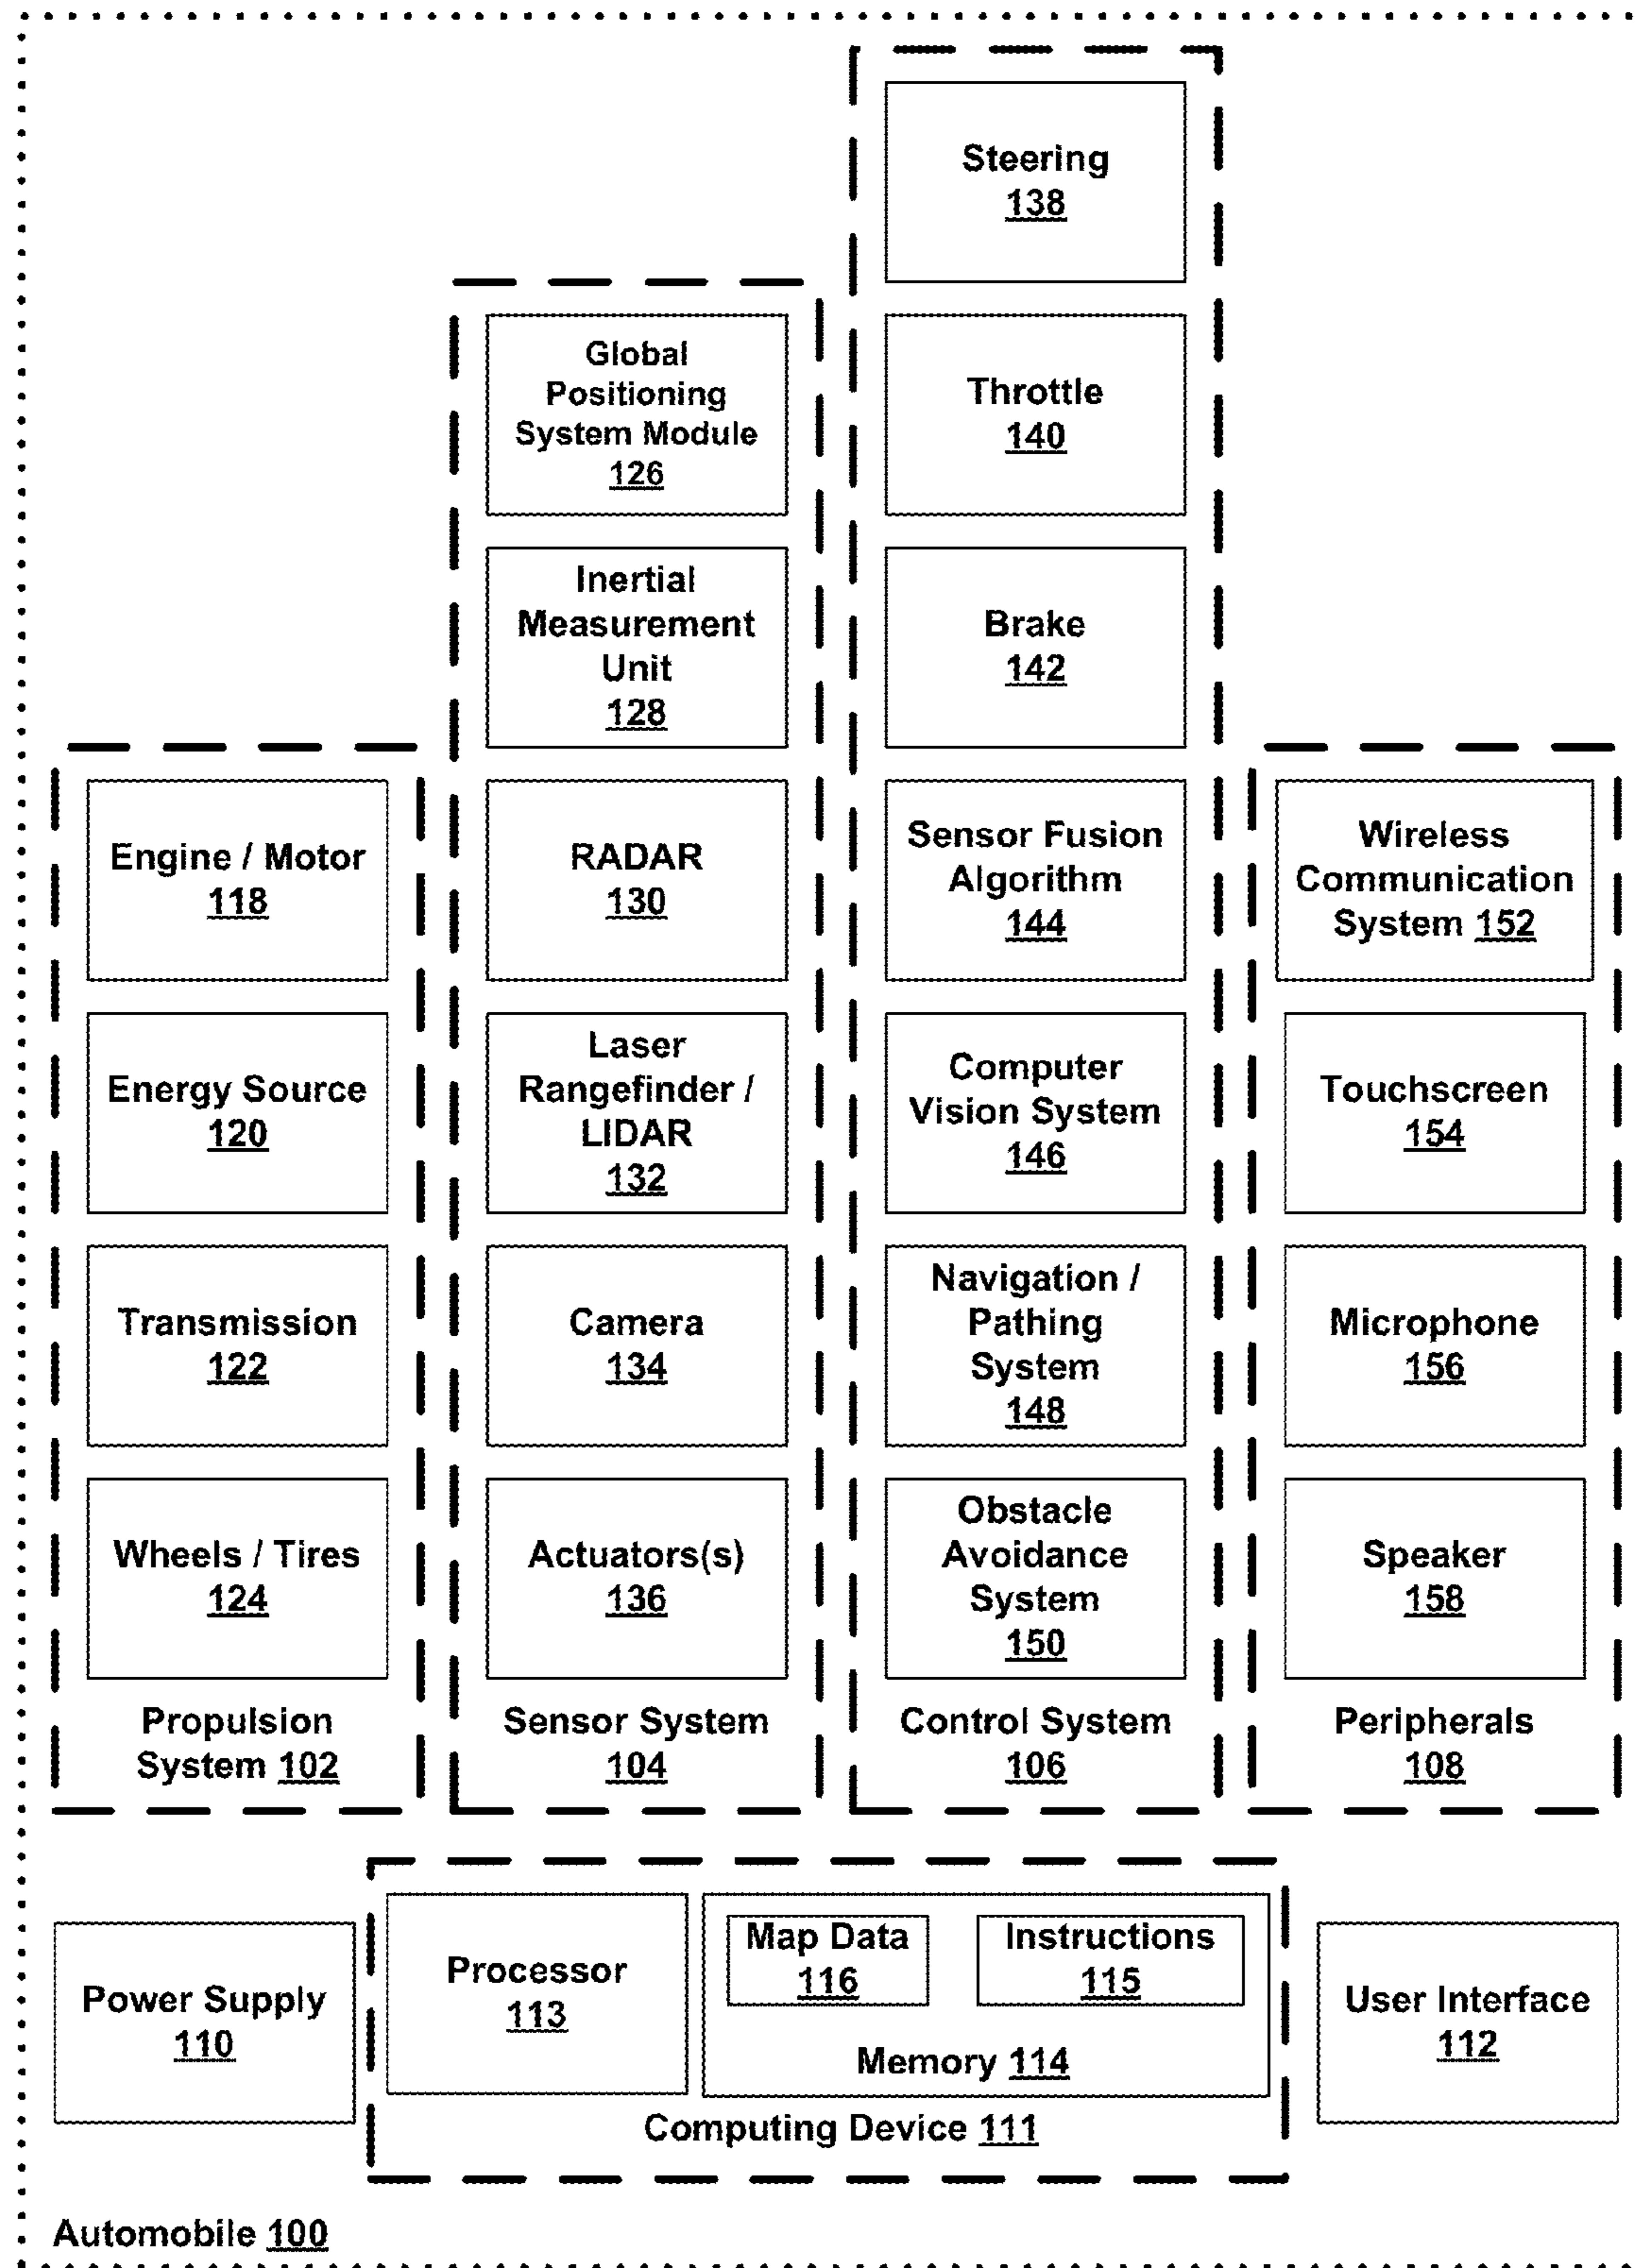 Steering
138
Global
Positioning
System Module
126
Throttle
140
Inertial
Measurement
Unit
128
Brake
142
Engine / Motor
118
RADAR
130
Sensor Fusion
Algorithm
144
Wireless
Communication
System 152
Energy Source
120
Laser
Rangefinder /
LIDAR
132
Computer
Vision System
146
Touchscreen
154
Transmission
122
Camera
134
Navigation /
Pathing
System
148
Microphone
156
Wheels / Tires
124
Actuators(s)
136
Obstacle
Avoidance
System
150
Speaker
158
Propulsion
System 102
Sensor System
104
Control System
106
Peripherals
108
Power Supply
110
Processor
113
Map Data
116
Instructions
115
Memory 114
Computing Device 111
User Interface
112
Automobile 100